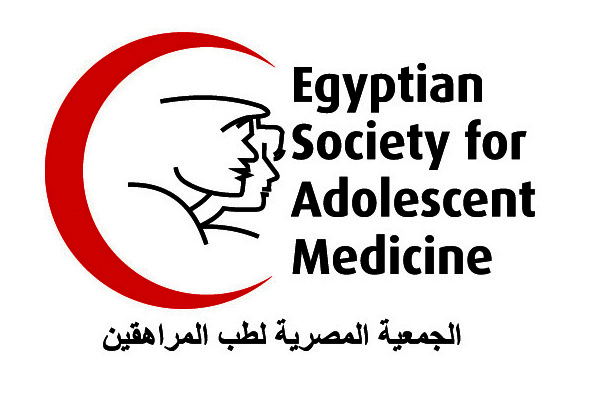 Egyptian
Society for
Adolescent
Medicine
الجمعية المصرية لطب المراهقين